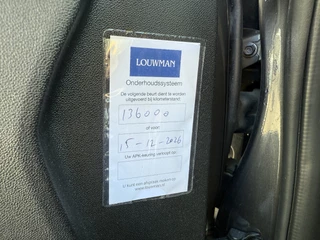 LOUWMAN
Onderhoudssysteem
De volgende beurt dient te worden
uitgevoerd bij kilometerstand:
136000
of voor:
15-12-2026
Uw APK-keuring verloopt op: